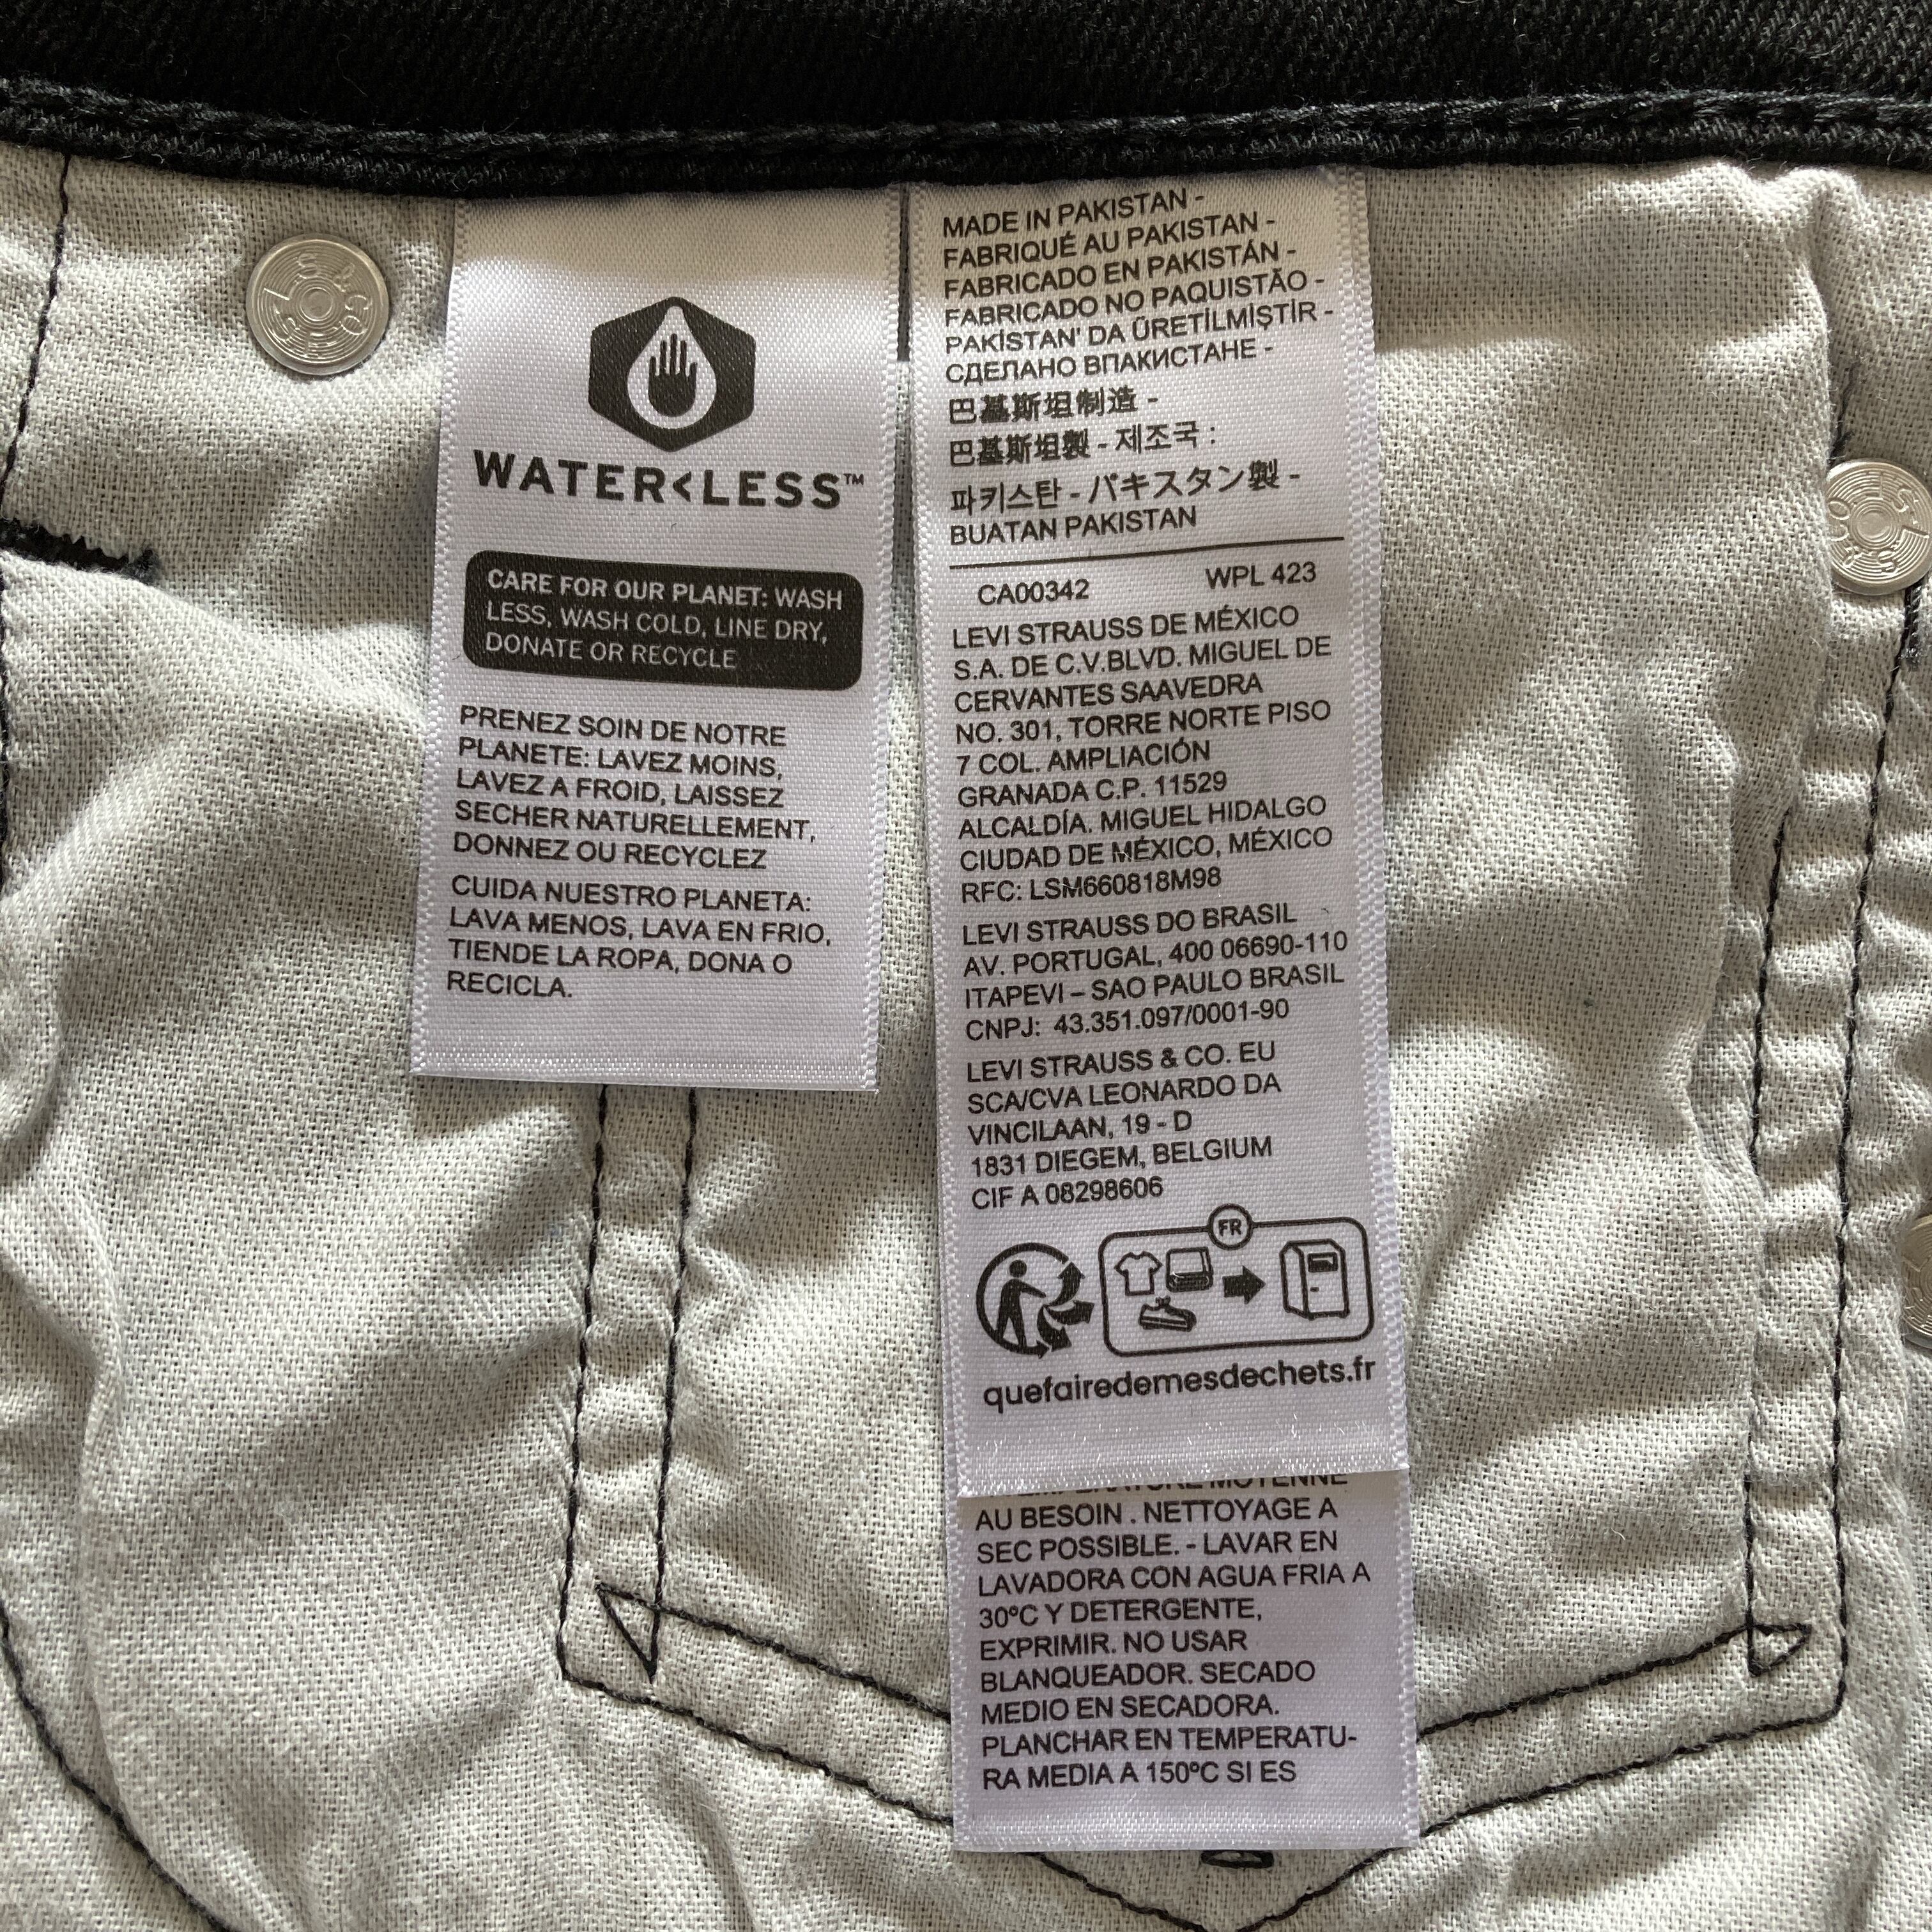 WATER<LESS™
CARE FOR OUR PLANET: WASH
LESS, WASH COLD, LINE DRY,
DONATE OR RECYCLE
PRENEZ SOIN DE NOTRE
PLANETE: LAVEZ MOINS,
LAVEZ A FROID, LAISSEZ
SECHER NATURELLEMENT,
DONNEZ OU RECYCLEZ
CUIDA NUESTRO PLANETA:
LAVA MENOS, LAVA EN FRIO,
TIENDE LA ROPA, DONA O
RECICLA.
MADE IN PAKISTAN -
FABRIQUÉ AU PAKISTAN -
FABRICADO EN PAKISTÁN -
FABRICADO NO PAQUISTÃO -
PAKİSTAN' DA ÜRETİLMİŞTİR -
СДЕЛАНО ВПАКИСТАНЕ -
巴基斯坦制造 -
巴基斯坦製 - 제조국 :
파키스탄 - パキスタン製 -
BUATAN PAKISTAN
CA00342 WPL 423
LEVI STRAUSS DE MÉXICO
S.A. DE C.V.BLVD. MIGUEL DE
CERVANTES SAAVEDRA
NO. 301, TORRE NORTE PISO
7 COL. AMPLIACIÓN
GRANADA C.P. 11529
ALCALDÍA. MIGUEL HIDALGO
CIUDAD DE MÉXICO, MÉXICO
RFC: LSM660818M98
LEVI STRAUSS DO BRASIL
AV. PORTUGAL, 400 06690-110
ITAPEVI – SAO PAULO BRASIL
CNPJ: 43.351.097/0001-90
LEVI STRAUSS & CO. EU
SCA/CVA LEONARDO DA
VINCILAAN, 19 - D
1831 DIEGEM, BELGIUM
CIF A 08298606
FR
quefairedemesdechets.fr
MOYENNE
AU BESOIN . NETTOYAGE A
SEC POSSIBLE. - LAVAR EN
LAVADORA CON AGUA FRIA A
30ºC Y DETERGENTE,
EXPRIMIR. NO USAR
BLANQUEADOR. SECADO
MEDIO EN SECADORA.
PLANCHAR EN TEMPERATU-
RA MEDIA A 150ºC SI ES